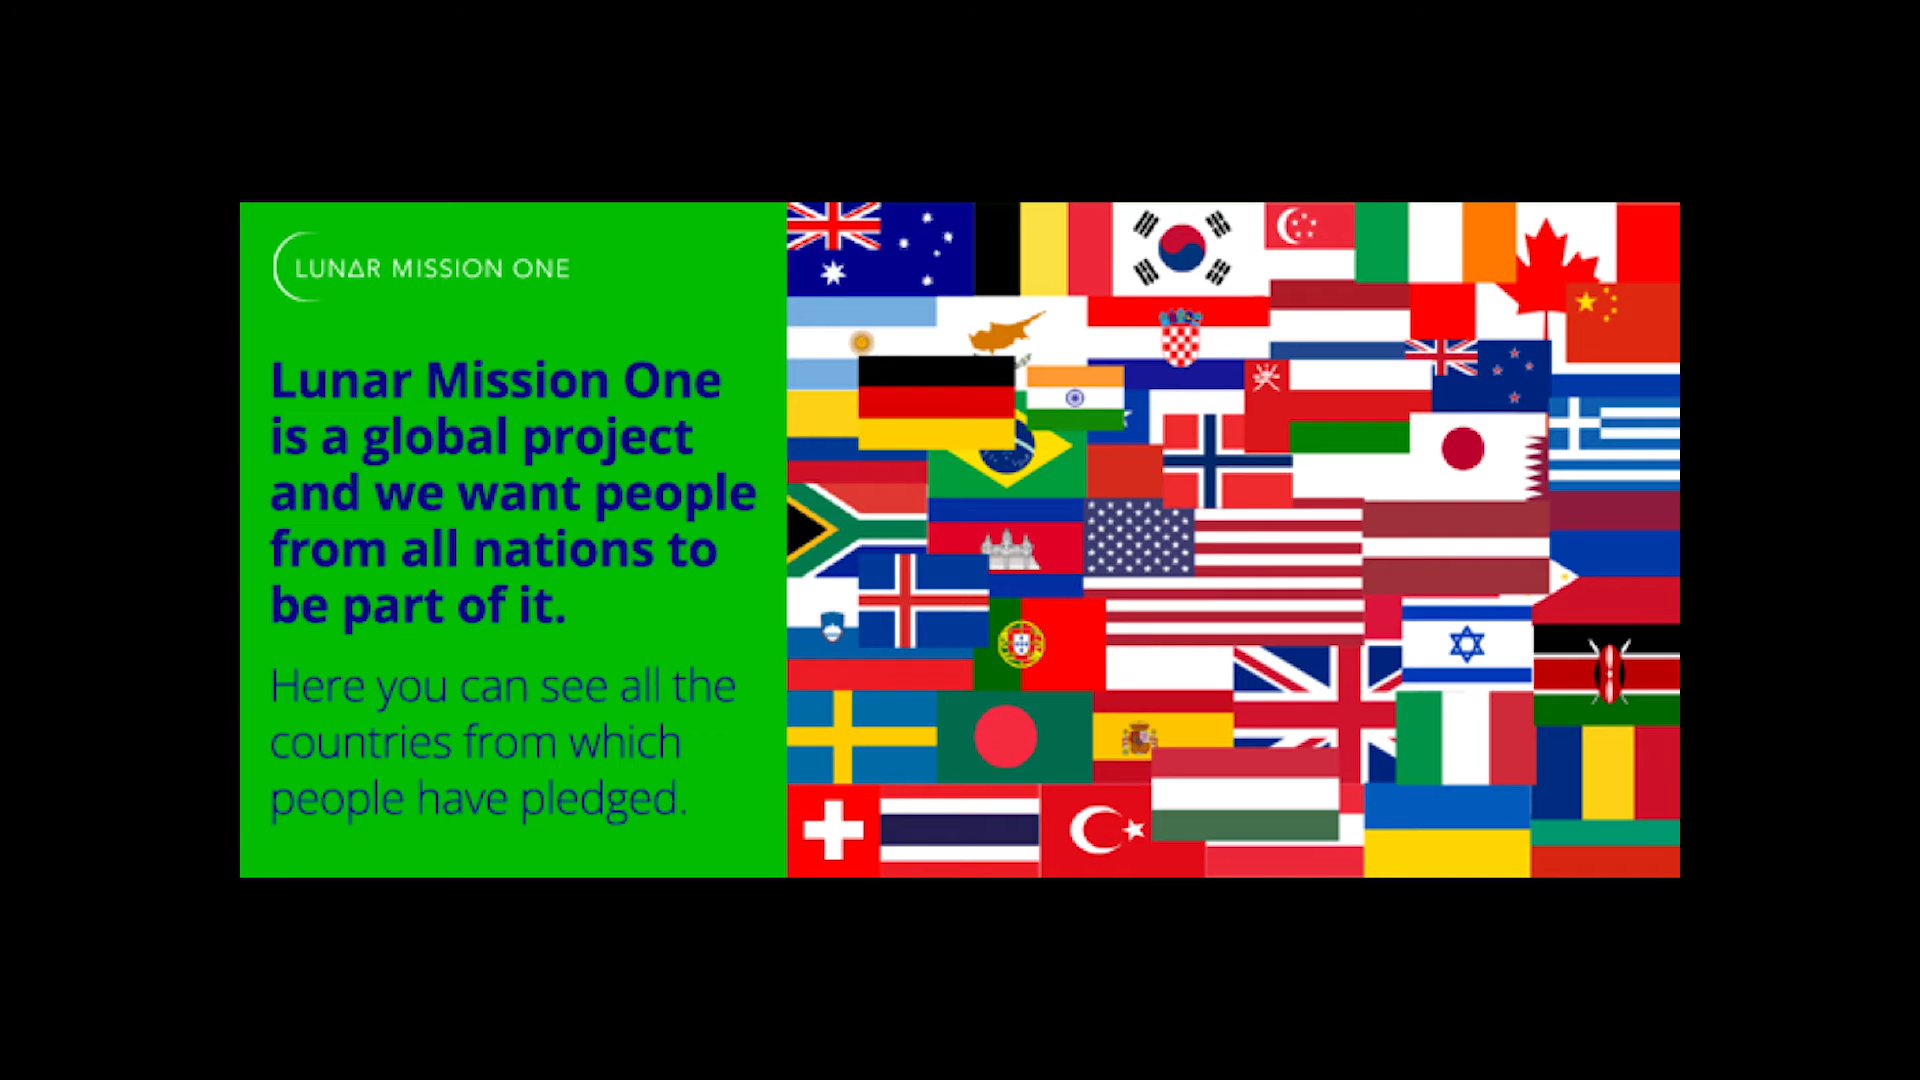 LUNAR MISSION ONE
Lunar Mission One
is a global project
and we want people
from all nations to
be part of it.
Here you can see all the
countries from which
people have pledged.